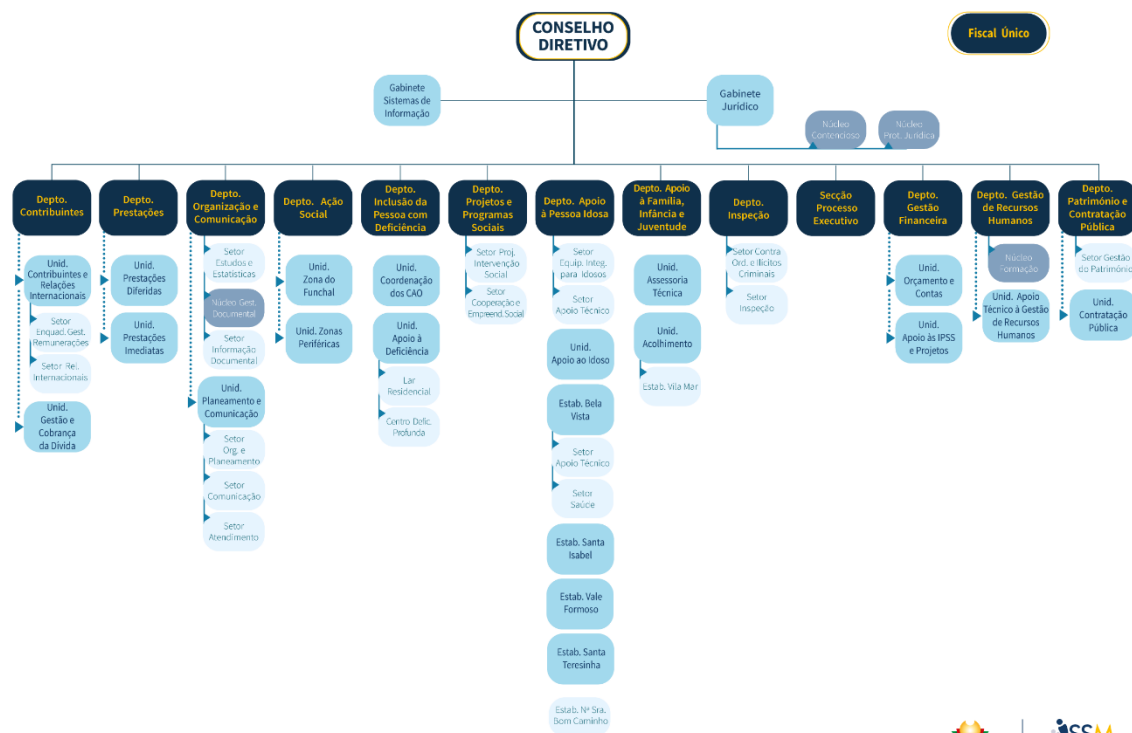 CONSELHO
DIRETIVO
Fiscal Único
Gabinete
Sistemas de
Informação
Gabinete
Jurídico
Núcleo
Contencioso
Núcleo
Prot. Jurídica
Depto.
Contribuintes
Depto.
Prestações
Depto.
Organização e
Comunicação
Depto. Ação
Social
Depto.
Inclusão da
Pessoa com
Deficiência
Depto.
Projetos e
Programas
Sociais
Depto. Apoio
à Pessoa Idosa
Depto. Apoio
à Família,
Infância e
Juventude
Depto.
Inspeção
Secção
Processo
Executivo
Depto.
Gestão
Financeira
Depto. Gestão
de Recursos
Humanos
Depto.
Património e
Contratação
Pública
Unid.
Contribuintes e
Relações
Internacionais
Setor
Enquad. Gest.
Remunerações
Setor Rel.
Internacionais
Unid.
Gestão e
Cobrança
da Divida
Unid.
Prestações
Diferidas
Unid.
Prestações
Imediatas
Setor
Estudos e
Estatísticas
Núcleo Gest.
Documental
Setor
Informação
Documental
Unid.
Planeamento e
Comunicação
Setor
Org. e
Planeamento
Setor
Comunicação
Setor
Atendimento
Unid.
Zona do
Funchal
Unid. Zonas
Periféricas
Unid.
Coordenação
dos CAO
Unid.
Apoio à
Deficiência
Lar
Residencial
Centro Defic.
Profunda
Setor Proj.
Intervenção
Social
Setor
Cooperação e
Empreend. Social
Setor
Equip. Integ.
para Idosos
Setor
Apoio Técnico
Unid.
Apoio ao Idoso
Estab. Bela
Vista
Setor
Apoio Técnico
Setor
Saúde
Estab. Santa
Isabel
Estab. Vale
Formoso
Estab. Santa
Teresinha
Estab. Nª Sra.
Bom Caminho
Unid.
Assessoria
Técnica
Unid.
Acolhimento
Estab. Vila Mar
Setor Contra
Ord. e Ilícitos
Criminais
Setor
Inspeção
Unid.
Orçamento e
Contas
Unid.
Apoio às IPSS
e Projetos
Núcleo
Formação
Unid. Apoio
Técnico à Gestão
de Recursos
Humanos
Setor Gestão
do Património
Unid.
Contratação
Pública
ISSM